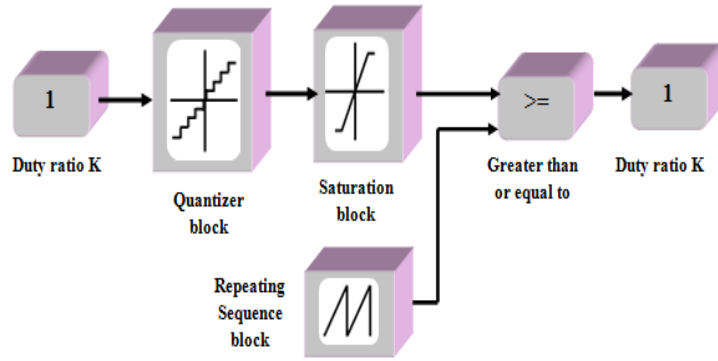 1
Duty ratio K
Quantizer
block
Saturation
block
>=
Greater than
or equal to
1
Duty ratio K
Repeating
Sequence
block